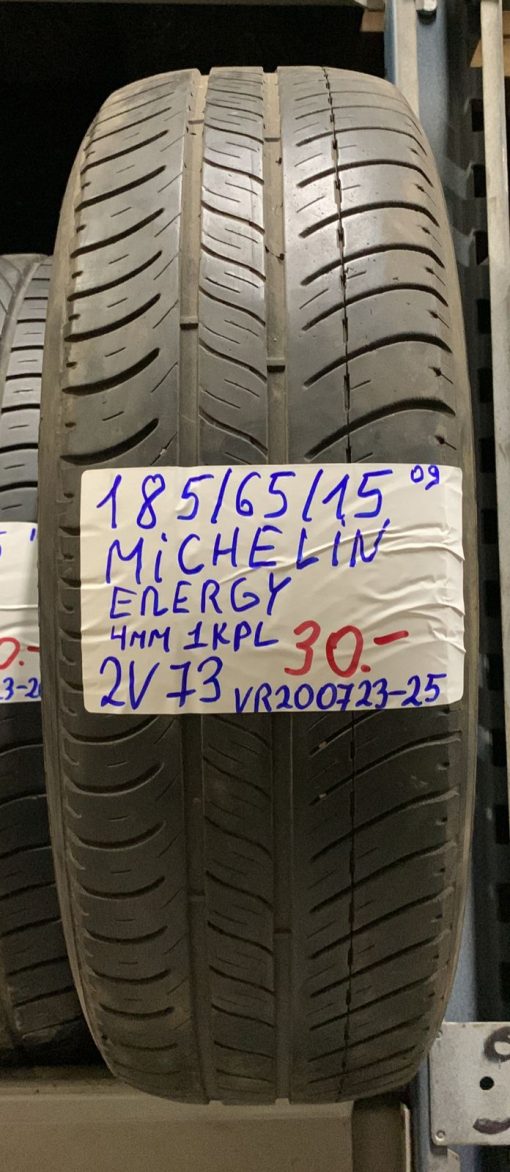 185/65/15 09
MiCHELIN
ENERGY
4MM 1KPL 30.-
2V73 VR200723-25